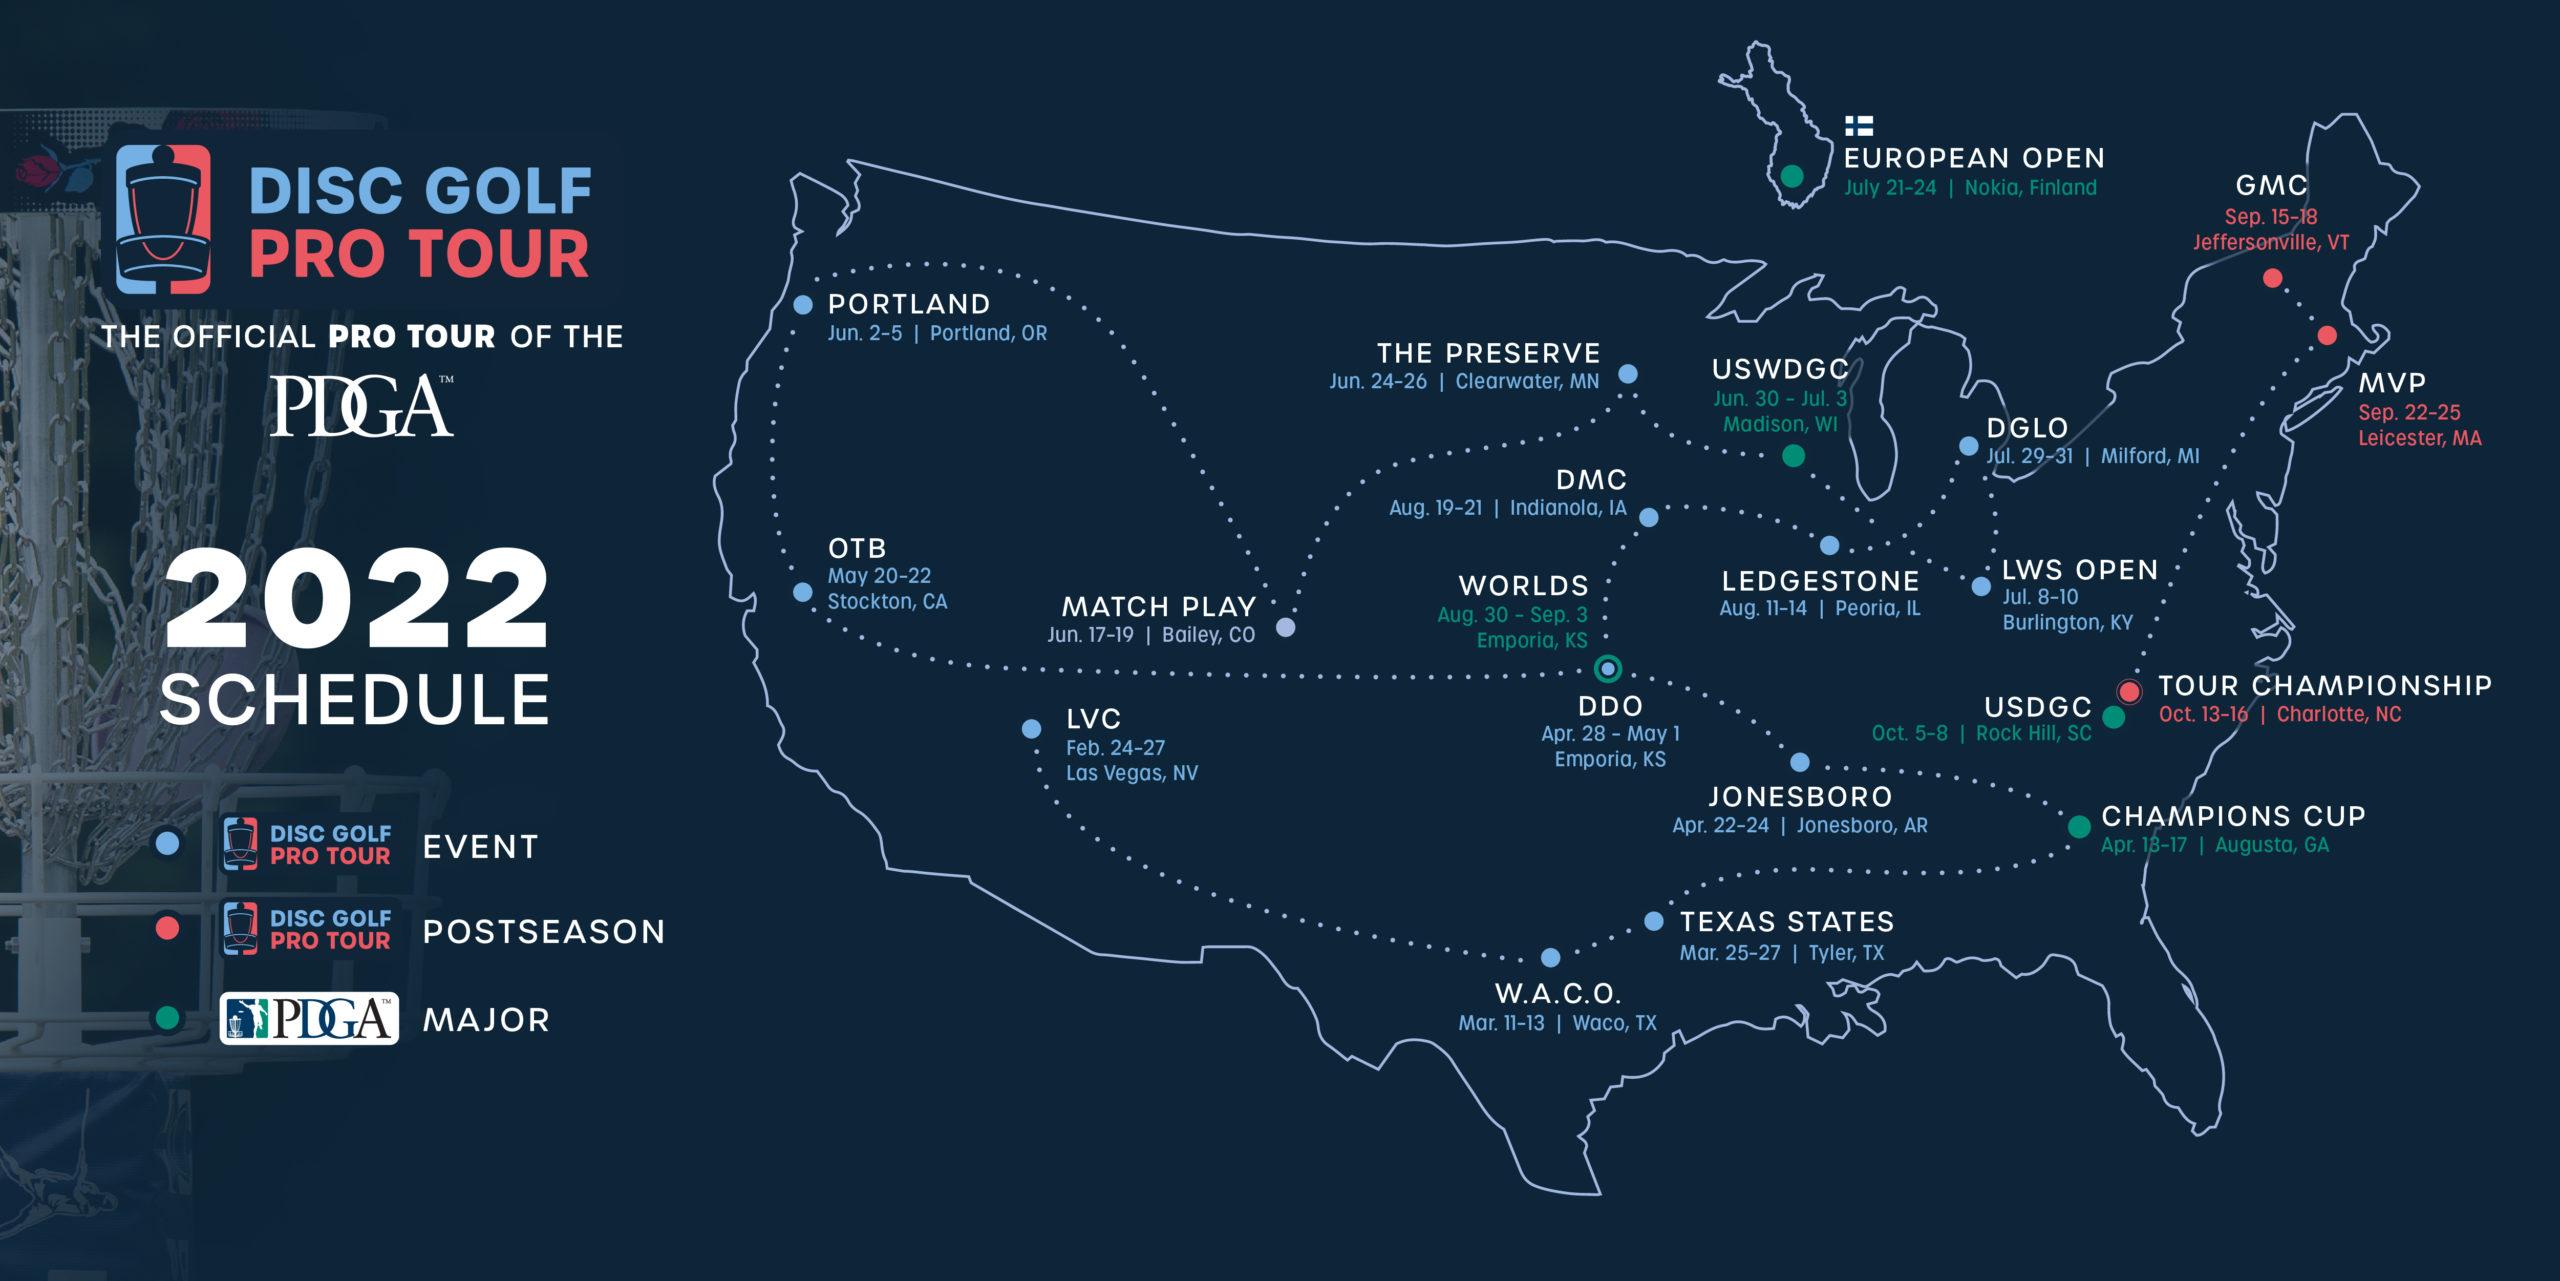 DISC GOLF
PRO TOUR
THE OFFICIAL PRO TOUR OF THE
PDGA™
2022
SCHEDULE
DISC GOLF
PRO TOUR
EVENT
DISC GOLF
PRO TOUR
POSTSEASON
PDGA™
MAJOR
EUROPEAN OPEN
July 21-24 | Nokia, Finland
GMC
Sep. 15-18
Jeffersonville, VT
PORTLAND
Jun. 2-5 | Portland, OR
THE PRESERVE
Jun. 24-26 | Clearwater, MN
USWDGC
Jun. 30 - Jul. 3
Madison, WI
MVP
Sep. 22-25
Leicester, MA
DGLO
Jul. 29-31 | Milford, MI
DMC
Aug. 19-21 | Indianola, IA
OTB
May 20-22
Stockton, CA
MATCH PLAY
Jun. 17-19 | Bailey, CO
WORLDS
Aug. 30 - Sep. 3
Emporia, KS
LEDGESTONE
Aug. 11-14 | Peoria, IL
LWS OPEN
Jul. 8-10
Burlington, KY
LVC
Feb. 24-27
Las Vegas, NV
DDO
Apr. 28 - May 1
Emporia, KS
USDGC
Oct. 5-8 | Rock Hill, SC
TOUR CHAMPIONSHIP
Oct. 13-16 | Charlotte, NC
JONESBORO
Apr. 22-24 | Jonesboro, AR
CHAMPIONS CUP
Apr. 13-17 | Augusta, GA
TEXAS STATES
Mar. 25-27 | Tyler, TX
W.A.C.O.
Mar. 11-13 | Waco, TX